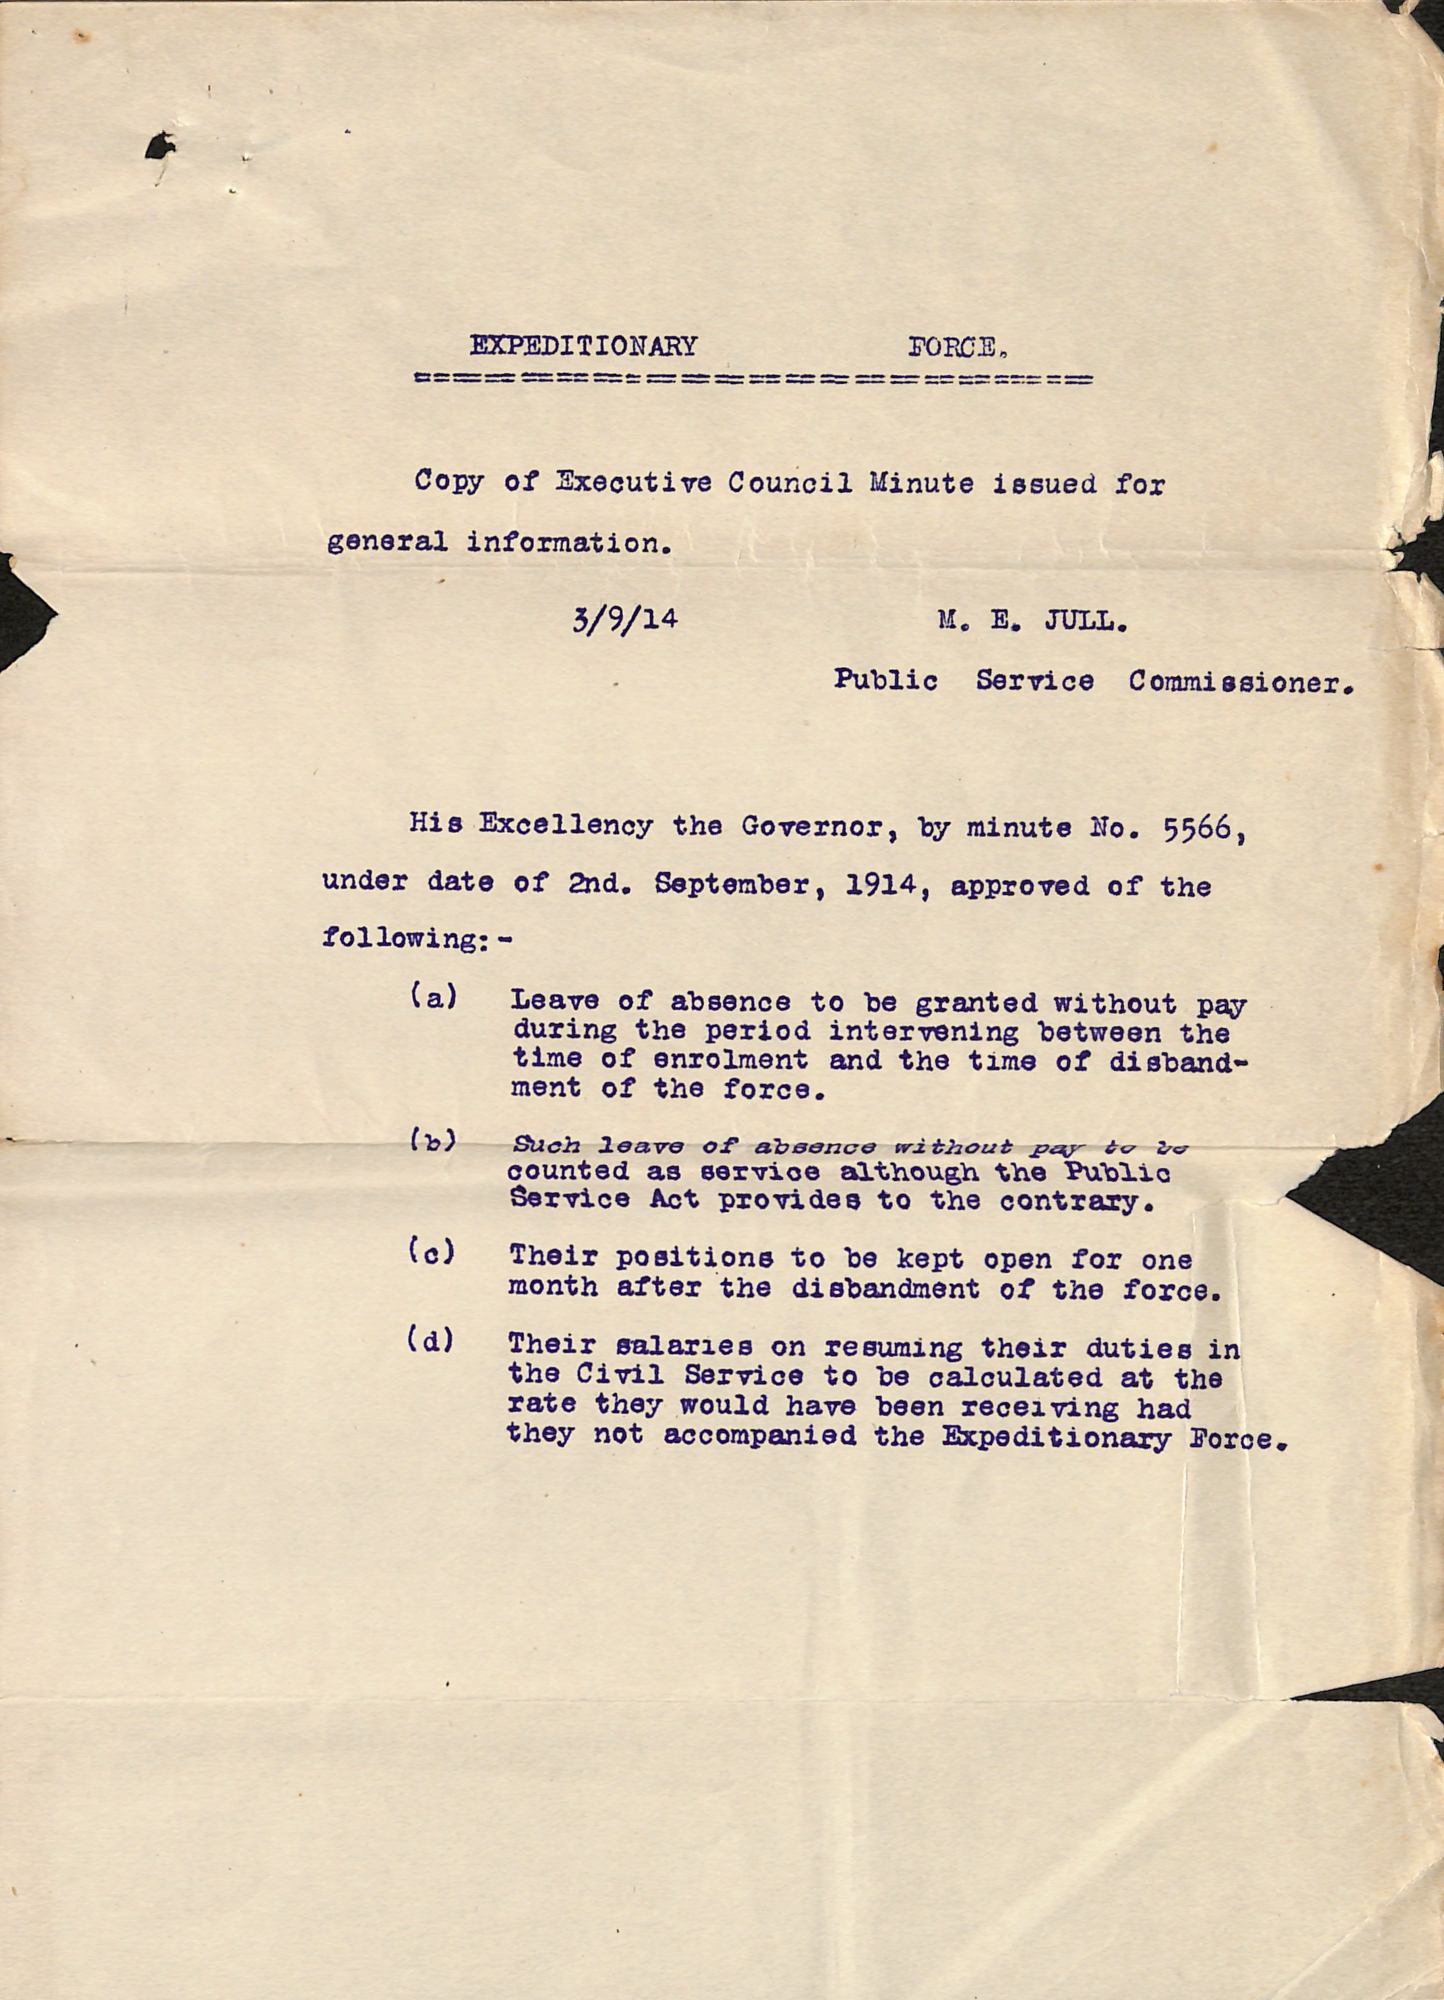 EXPEDITIONARY FORCE.
Copy of Executive Council Minute issued for
general information.
3/9/14 M. E. JULL.
Public Service Commissioner.
His Excellency the Governor, by minute No. 5566,
under date of 2nd. September, 1914, approved of the
following:-
(a) Leave of absence to be granted without pay
during the period intervening between the
time of enrolment and the time of disband-
ment of the force.
(b) Such leave of absence without pay to be
counted as service although the Public
Service Act provides to the contrary.
(c) Their positions to be kept open for one
month after the disbandment of the force.
(d) Their salaries on resuming their duties in
the Civil Service to be calculated at the
rate they would have been receiving had
they not accompanied the Expeditionary Force.